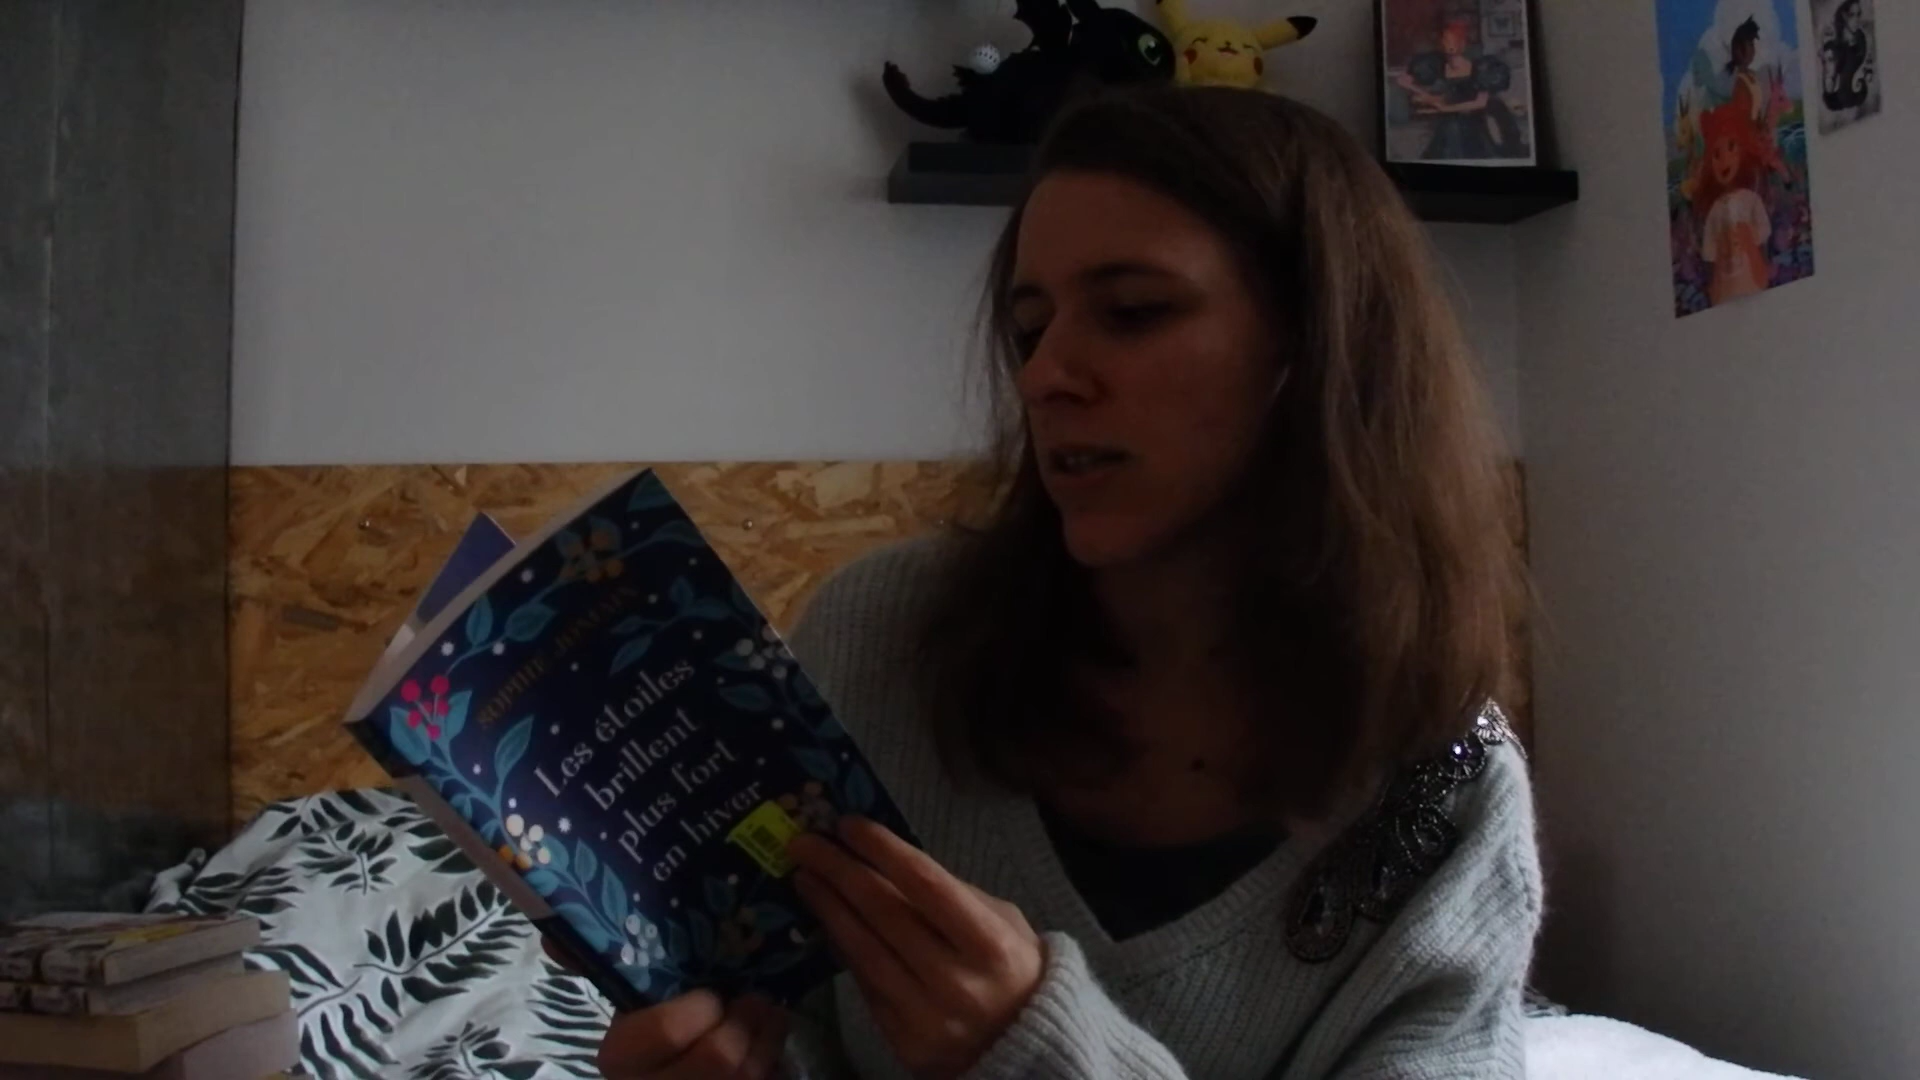 SOPHIE JOMAIN
Les étoiles
brillent
plus fort
en hiver